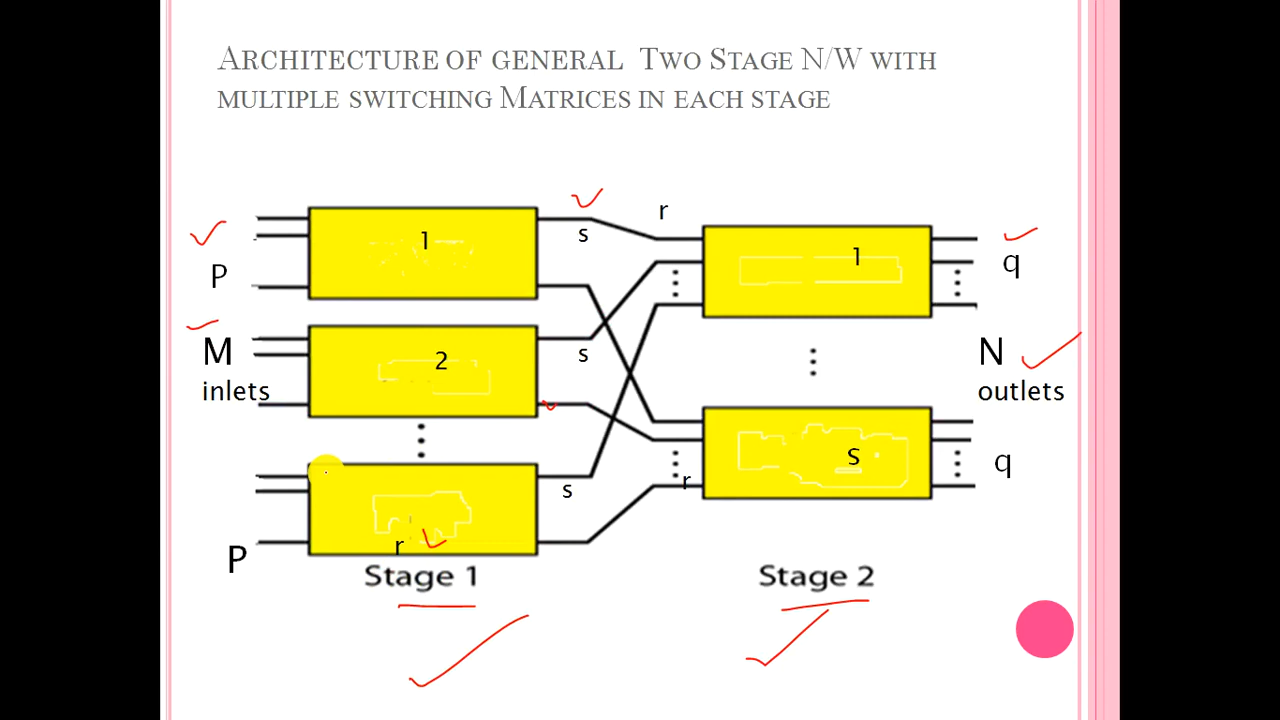 Architecture of general Two Stage N/W with
multiple switching Matrices in each stage
r
1
s
1
P
q
M
2
s
N
inlets
outlets
S
q
s
r
r
P
Stage 1
Stage 2